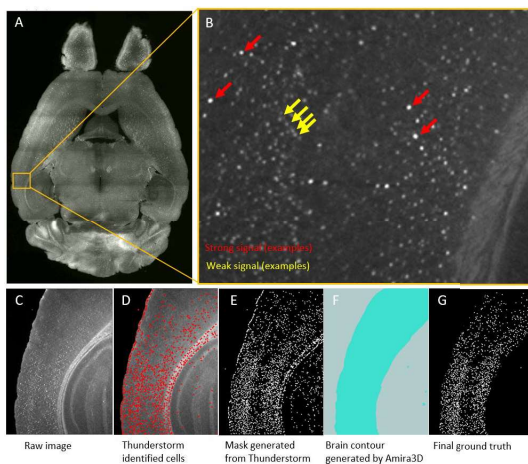 A
B
Strong signal (examples)
Weak signal (examples)
C
D
E
F
G
Raw image
Thunderstorm
identified cells
Mask generated
from Thunderstorm
Brain contour
generated by Amira3D
Final ground truth